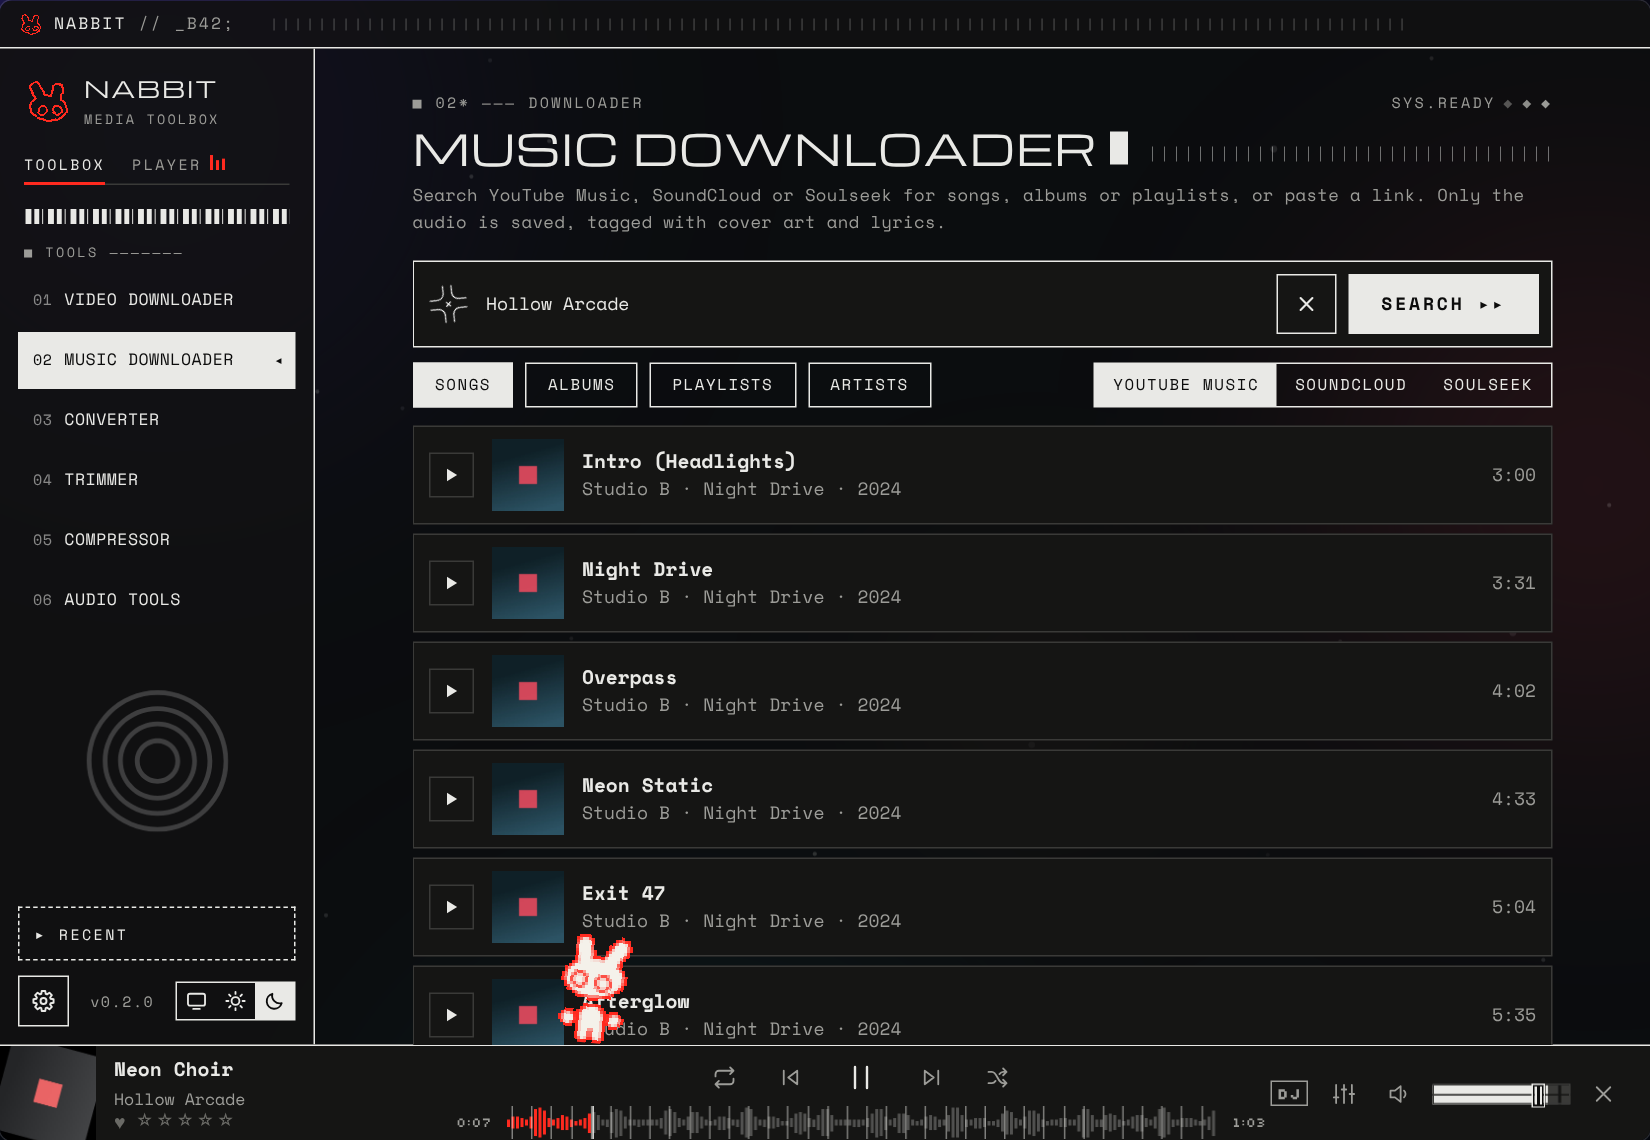 NABBIT // _B42;
NABBIT
MEDIA TOOLBOX
TOOLBOX PLAYER
TOOLS
01 VIDEO DOWNLOADER
02 MUSIC DOWNLOADER
03 CONVERTER
04 TRIMMER
05 COMPRESSOR
06 AUDIO TOOLS
RECENT
v0.2.0
02* ——— DOWNLOADER
SYS.READY
MUSIC DOWNLOADER
Search YouTube Music, SoundCloud or Soulseek for songs, albums or playlists, or paste a link. Only the
audio is saved, tagged with cover art and lyrics.
Hollow Arcade
SEARCH
SONGS ALBUMS PLAYLISTS ARTISTS
YOUTUBE MUSIC SOUNDCLOUD SOULSEEK
Intro (Headlights)
Studio B · Night Drive · 2024
3:00
Night Drive
Studio B · Night Drive · 2024
3:31
Overpass
Studio B · Night Drive · 2024
4:02
Neon Static
Studio B · Night Drive · 2024
4:33
Exit 47
Studio B · Night Drive · 2024
5:04
Afterglow
Studio B · Night Drive · 2024
5:35
Neon Choir
Hollow Arcade
0:07
1:03
DJ